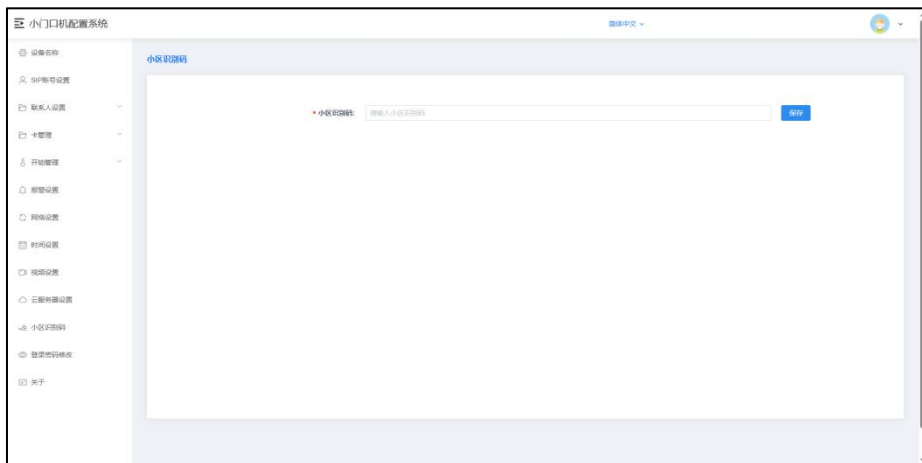 小门口机配置系统
简体中文
设备名称
SIP账号设置
联系人设置
卡管理
开锁管理
报警设置
网络设置
时间设置
视频设置
云服务器设置
小区识别码
登录密码修改
关于
小区识别码
* 小区识别码:
请输入小区识别码
保存